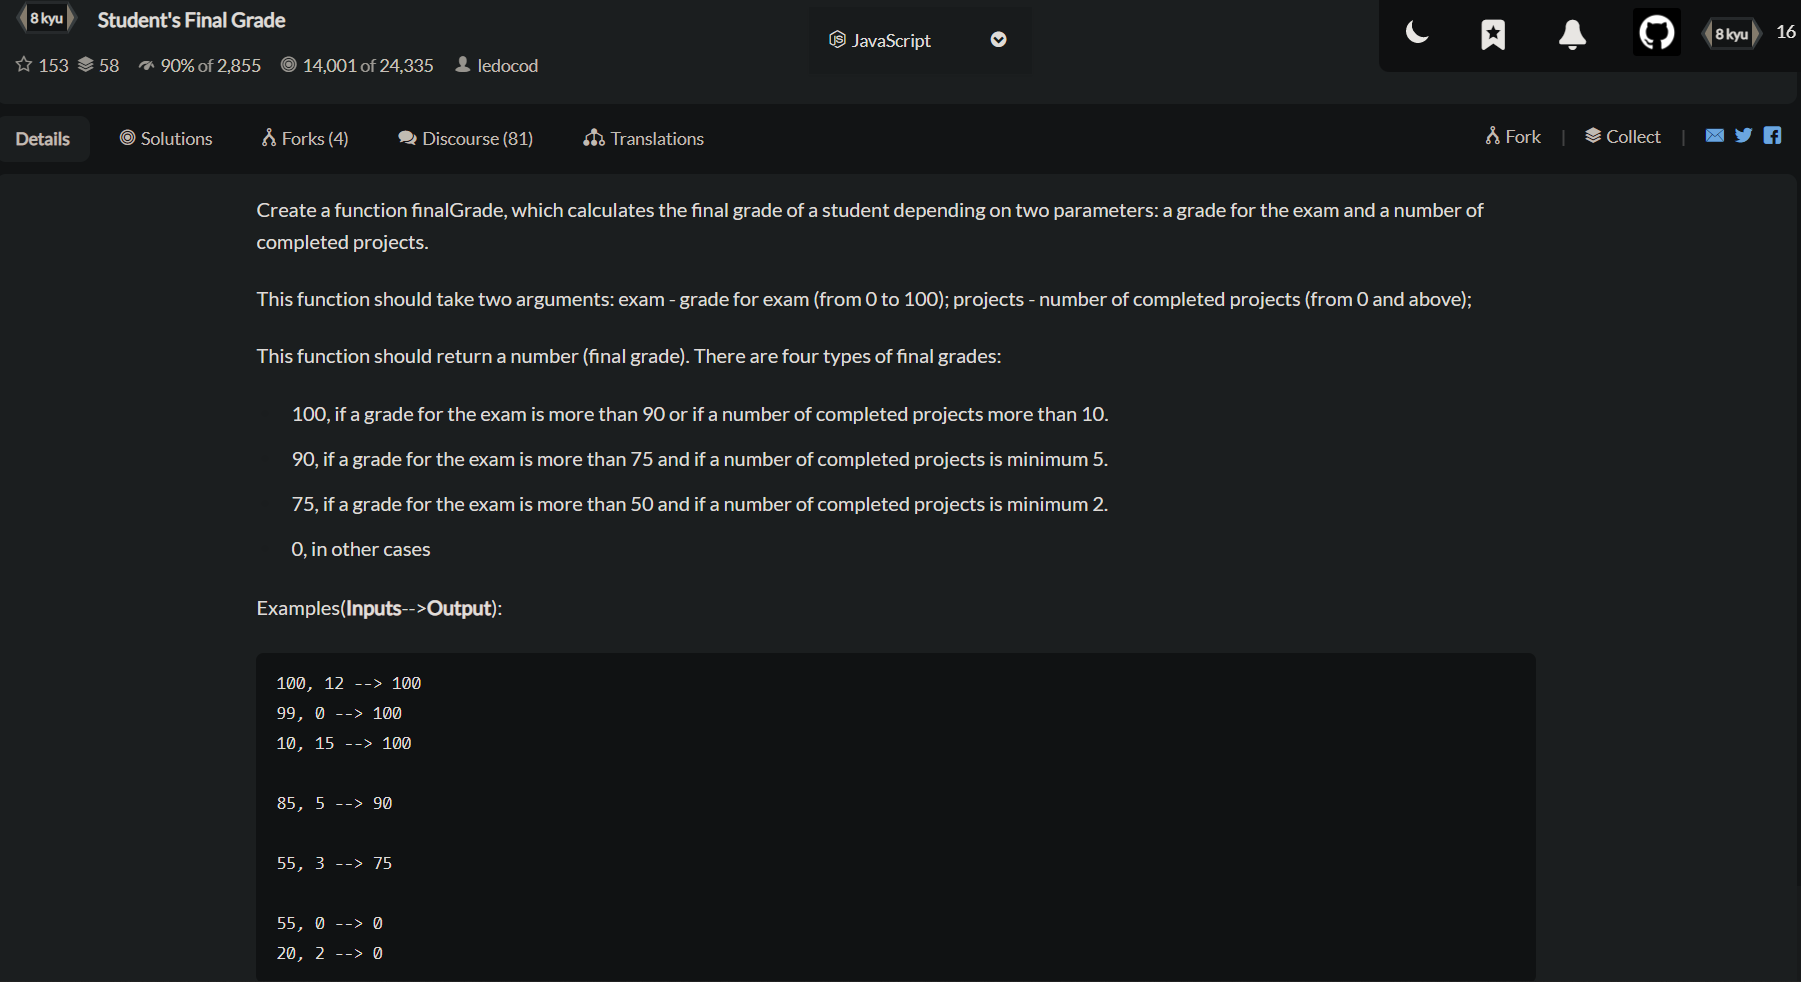 8 kyu Student's Final Grade
153 58 90% of 2,855 14,001 of 24,335 ledocod
JS JavaScript
8 kyu 16
Details Solutions Forks (4) Discourse (81) Translations
Fork | Collect |
Create a function finalGrade, which calculates the final grade of a student depending on two parameters: a grade for the exam and a number of
completed projects.
This function should take two arguments: exam - grade for exam (from 0 to 100); projects - number of completed projects (from 0 and above);
This function should return a number (final grade). There are four types of final grades:
100, if a grade for the exam is more than 90 or if a number of completed projects more than 10.
90, if a grade for the exam is more than 75 and if a number of completed projects is minimum 5.
75, if a grade for the exam is more than 50 and if a number of completed projects is minimum 2.
0, in other cases
Examples(Inputs-->Output):
100, 12 --> 100
99, 0 --> 100
10, 15 --> 100
85, 5 --> 90
55, 3 --> 75
55, 0 --> 0
20, 2 --> 0